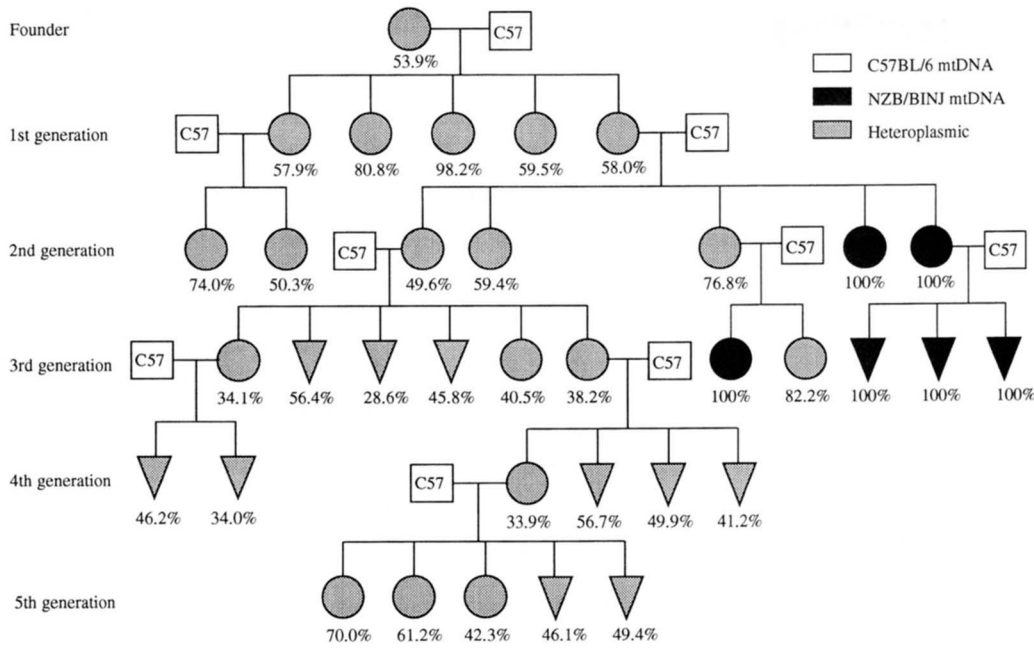 Founder
C57
53.9%
C57BL/6 mtDNA
NZB/BINJ mtDNA
Heteroplasmic
1st generation
C57
C57
57.9% 80.8% 98.2% 59.5% 58.0%
2nd generation
C57
C57
C57
74.0% 50.3% 49.6% 59.4% 76.8% 100% 100%
3rd generation
C57
C57
34.1% 56.4% 28.6% 45.8% 40.5% 38.2% 100% 82.2% 100% 100% 100%
4th generation
C57
46.2% 34.0% 33.9% 56.7% 49.9% 41.2%
5th generation
70.0% 61.2% 42.3% 46.1% 49.4%